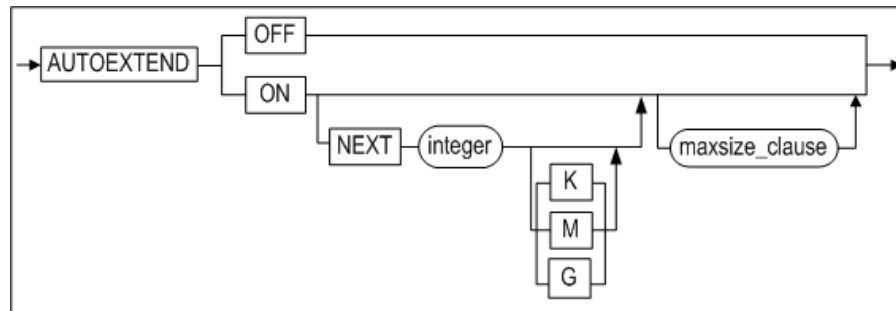 OFF
AUTOEXTEND
ON
NEXT integer maxsize_clause
K
M
G